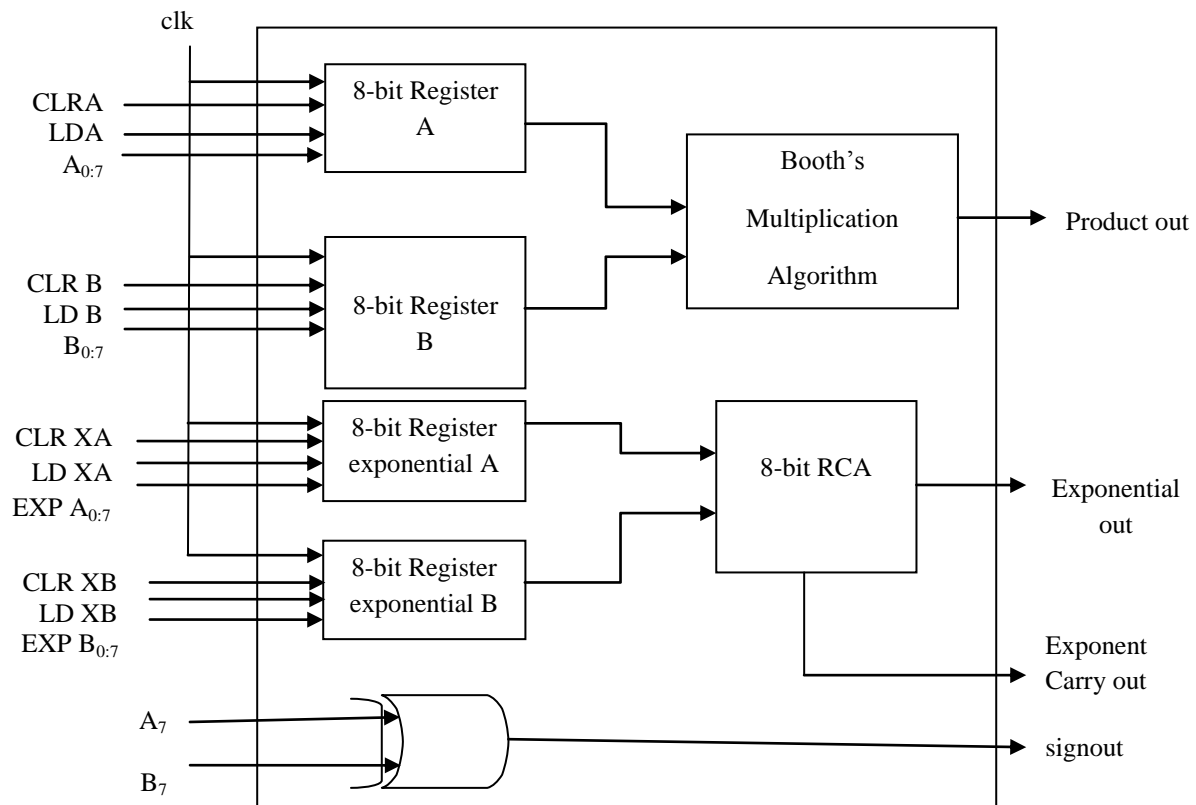 clk
CLRA
LDA
A0:7
8-bit Register
A
Booth's
Multiplication
Algorithm
Product out
CLR B
LD B
B0:7
8-bit Register
B
CLR XA
LD XA
EXP A0:7
8-bit Register
exponential A
8-bit RCA
Exponential
out
CLR XB
LD XB
EXP B0:7
8-bit Register
exponential B
Exponent
Carry out
A7
B7
signout